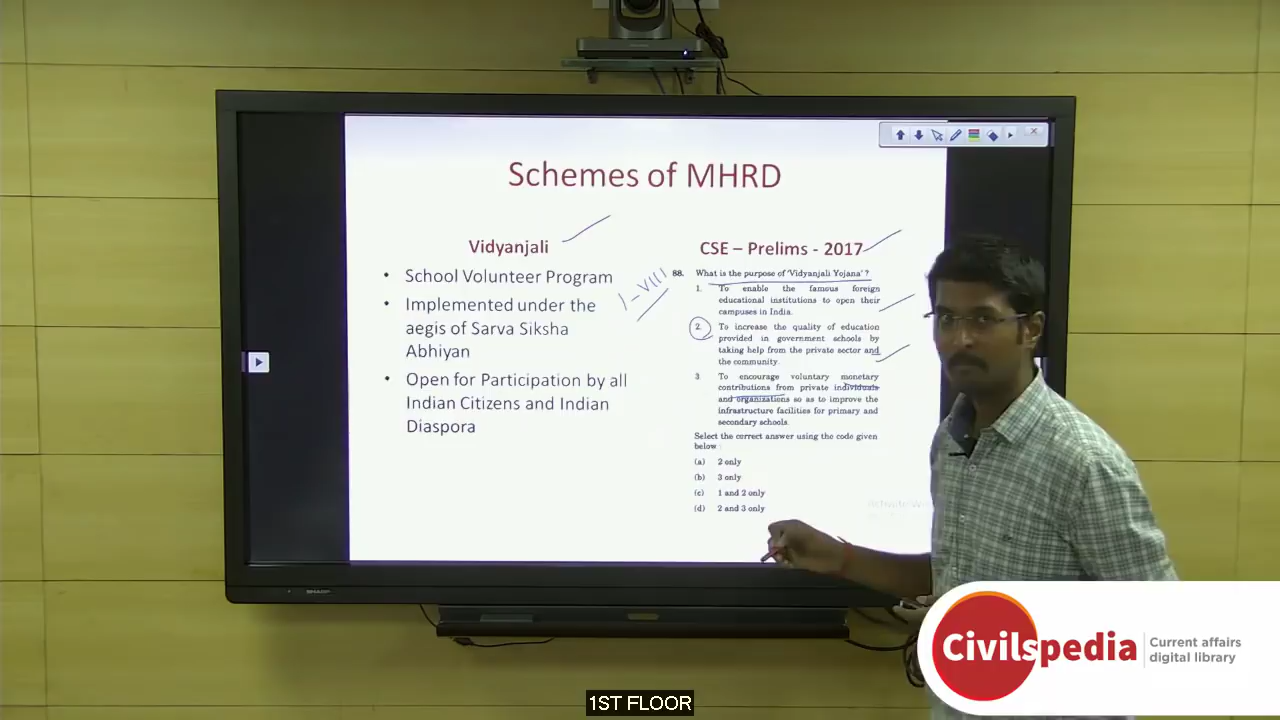 Schemes of MHRD
Vidyanjali
• School Volunteer Program
• Implemented under the
aegis of Sarva Siksha
Abhiyan
• Open for Participation by all
Indian Citizens and Indian
Diaspora
I-VIII
CSE – Prelims - 2017
88. What is the purpose of 'Vidyanjali Yojana' ?
1. To enable the famous foreign
educational institutions to open their
campuses in India.
2. To increase the quality of education
provided in government schools by
taking help from the private sector and
the community.
3. To encourage voluntary monetary
contributions from private individuals
and organizations so as to improve the
infrastructure facilities for primary and
secondary schools.
Select the correct answer using the code given
below :
(a) 2 only
(b) 3 only
(c) 1 and 2 only
(d) 2 and 3 only
SHARP
Civilspedia
Current affairs
digital library
1ST FLOOR